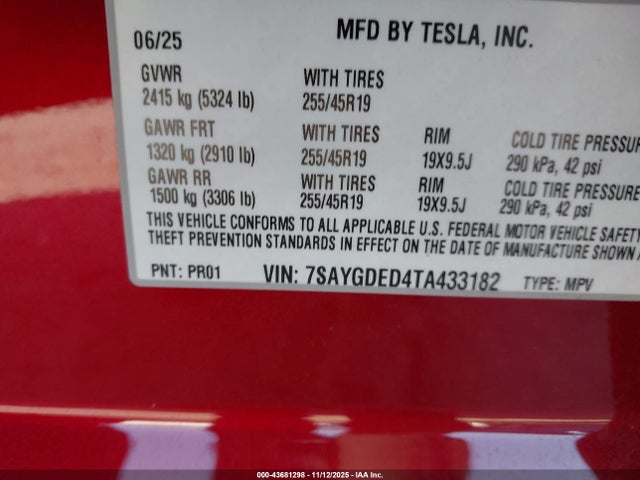 06/25 MFD BY TESLA, INC.
GVWR WITH TIRES
2415 kg (5324 lb) 255/45R19
GAWR FRT WITH TIRES RIM COLD TIRE PRESSURE
1320 kg (2910 lb) 255/45R19 19X9.5J 290 kPa, 42 psi
GAWR RR WITH TIRES RIM COLD TIRE PRESSURE
1500 kg (3306 lb) 255/45R19 19X9.5J 290 kPa, 42 psi
THIS VEHICLE CONFORMS TO ALL APPLICABLE U.S. FEDERAL MOTOR VEHICLE SAFETY
THEFT PREVENTION STANDARDS IN EFFECT ON THE DATE OF MANUFACTURE SHOWN
PNT: PR01 VIN: 7SAYGDED4TA433182 TYPE: MPV
000-43681298 - 11/12/2025 - IAA Inc.